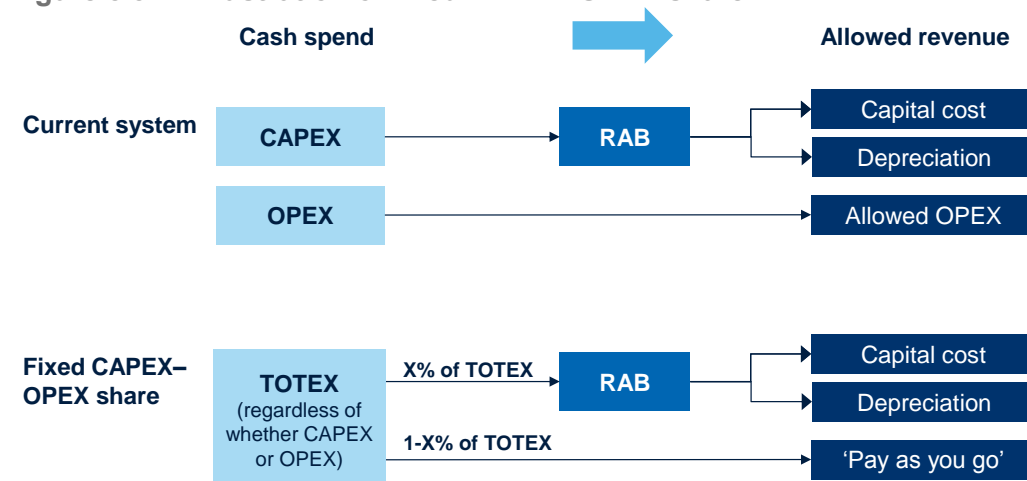 Cash spend
Allowed revenue
Current system
CAPEX
RAB
Capital cost
Depreciation
OPEX
Allowed OPEX
Fixed CAPEX–
OPEX share
TOTEX
(regardless of
whether CAPEX
or OPEX)
X% of TOTEX
RAB
Capital cost
Depreciation
1-X% of TOTEX
‘Pay as you go’